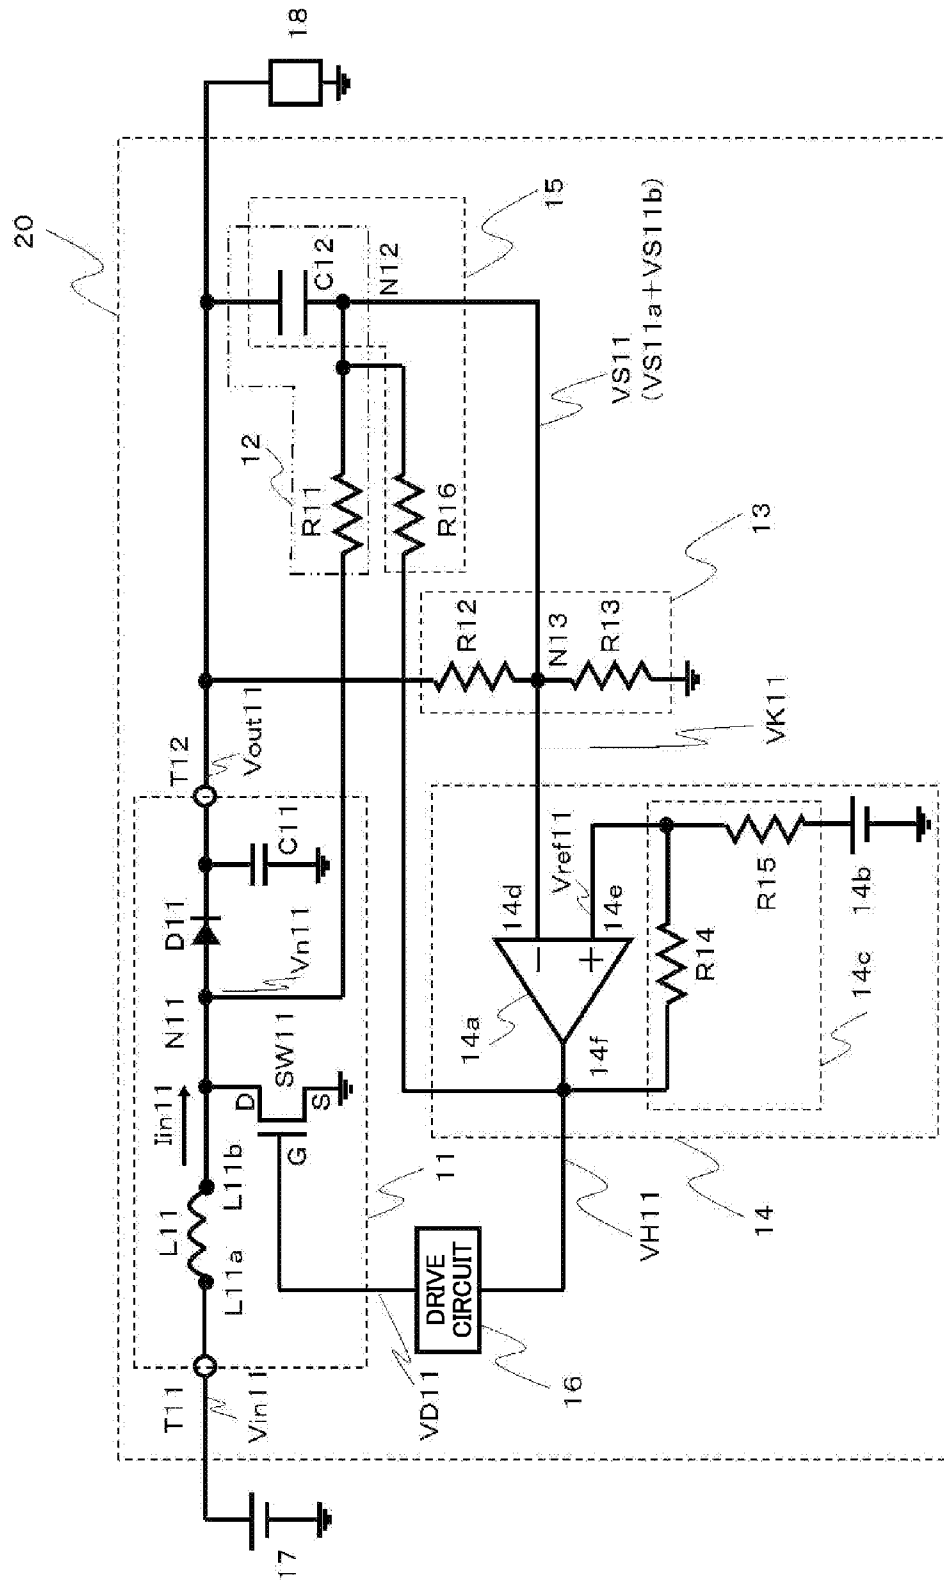 20
T11
Vin11
17
L11
L11a
L11b
Iin11
N11
D
SW11
G
S
Vn11
D11
C11
T12
Vout11
11
12
R11
C12
N12
R16
15
18
VS11
(VS11a+VS11b)
R12
N13
R13
13
VK11
VD11
DRIVE
CIRCUIT
16
VH11
14
14a
14d
−
Vref11
14e
+
14f
R14
R15
14b
14c